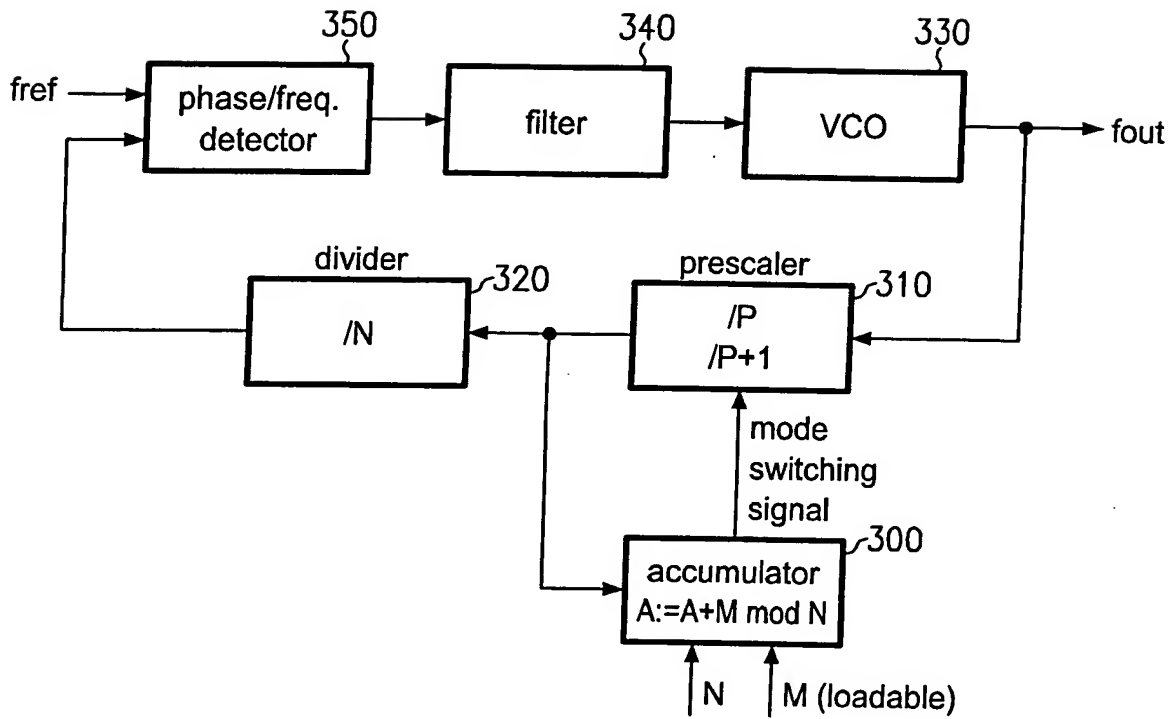 350
340
330
fref
phase/freq.
detector
filter
VCO
fout
divider
320
/N
prescaler
310
/P
/P+1
mode
switching
signal
300
accumulator
A:=A+M mod N
N
M (loadable)